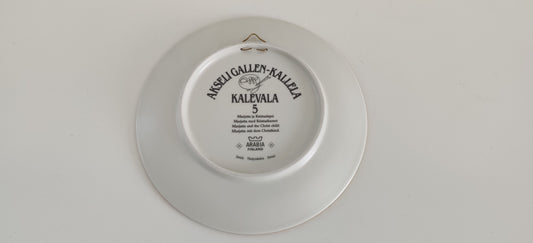 AKSELI GALLEN-KALLELA
KALEVALA
5
Marjatta ja Kristuslapsi
Marjatta med Kristusbarnet
Marjatta and the Christ child
Marjatta mit dem Christkind.
ARABIA
FINLAND